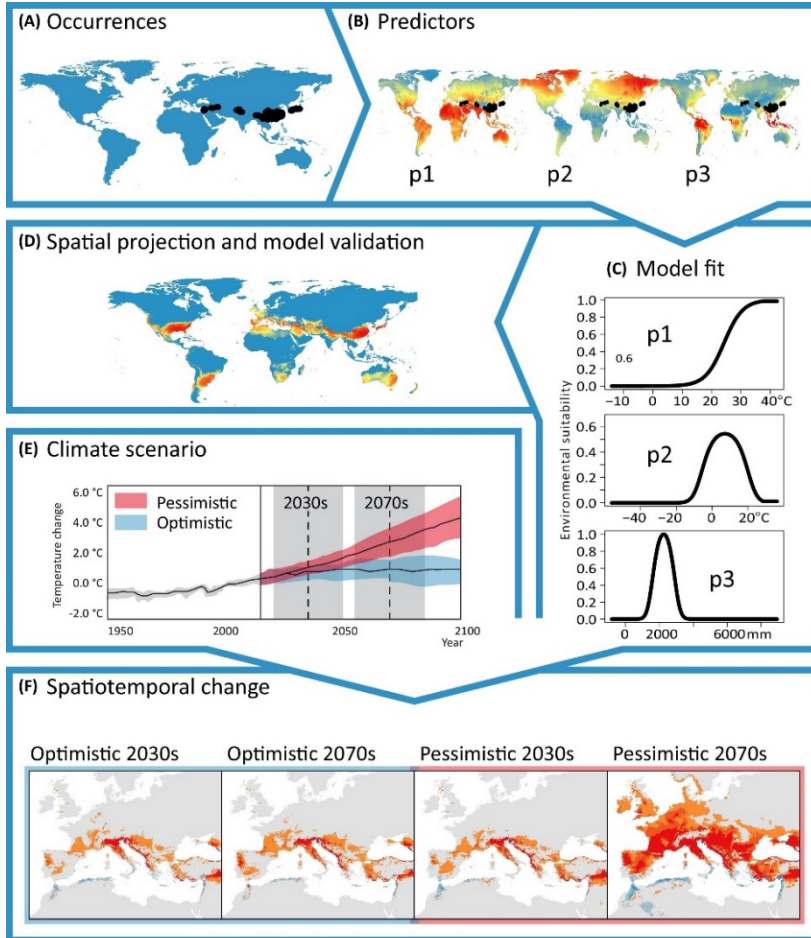 (A) Occurrences
(B) Predictors
p1 p2 p3
(D) Spatial projection and model validation
(C) Model fit
Environmental suitability
1.0
0.8
0.6
0.4
0.2
0.0
p1
0.6
−10 0 10 20 30 40°C
0.6
0.4
0.2
0.0
p2
−40 −20 0 20°C
1.0
0.8
0.6
0.4
0.2
0.0
p3
0 2000 6000mm
(E) Climate scenario
Temperature change
6.0 °C
4.0 °C
2.0 °C
0.0 °C
-2.0 °C
Pessimistic
Optimistic
2030s 2070s
1950 2000 2050 2100
Year
(F) Spatiotemporal change
Optimistic 2030s Optimistic 2070s Pessimistic 2030s Pessimistic 2070s